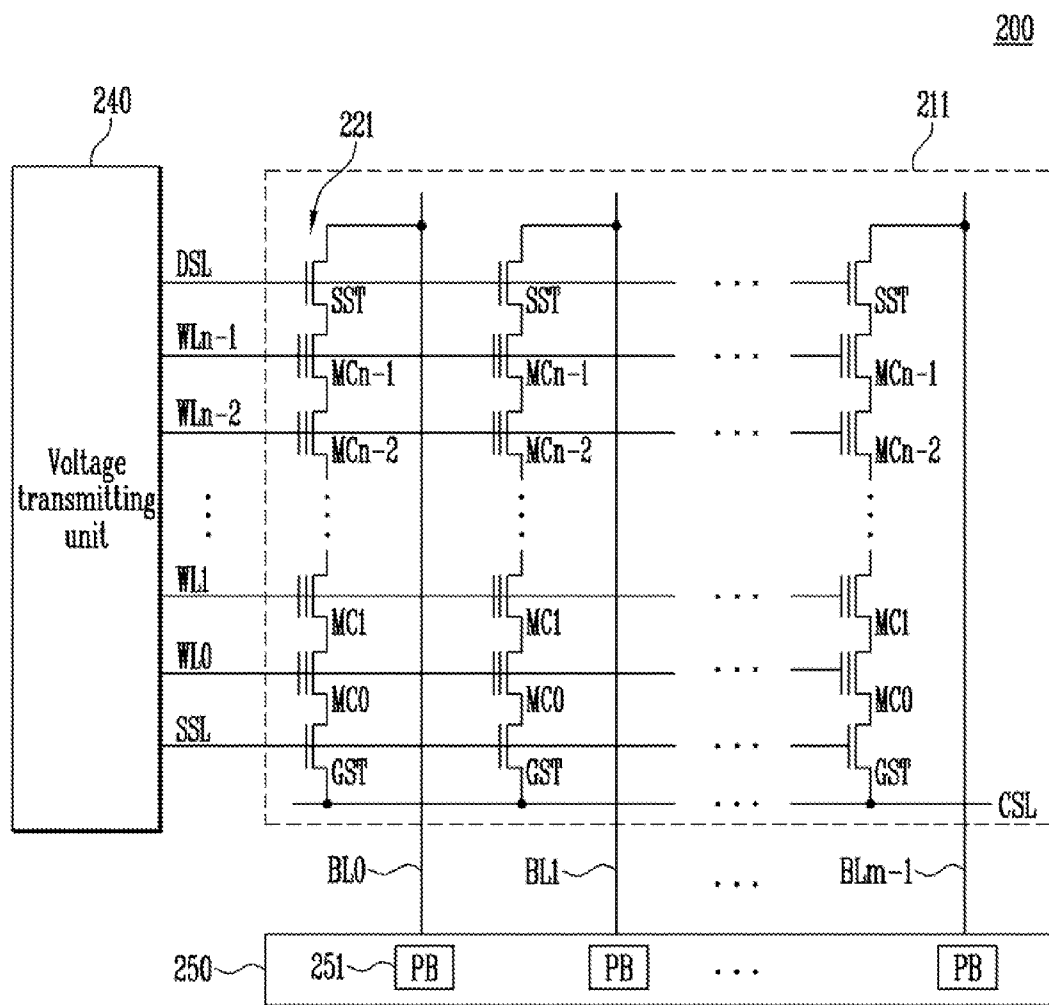 200
240
221
211
DSL
SST SST . . . SST
WLn-1
MCn-1 MCn-1 . . . MCn-1
WLn-2
MCn-2 MCn-2 . . . MCn-2
Voltage
transmitting
unit
WL1
MC1 MC1 . . . MC1
WL0
MC0 MC0 . . . MC0
SSL
GST GST . . . GST
CSL
BL0 BL1 . . . BLm-1
250 251 PB PB . . . PB